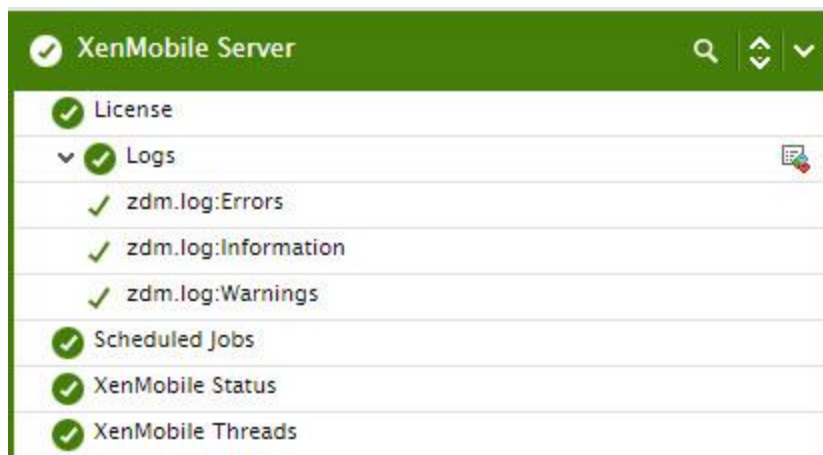 XenMobile Server
License
Logs
zdm.log:Errors
zdm.log:Information
zdm.log:Warnings
Scheduled Jobs
XenMobile Status
XenMobile Threads